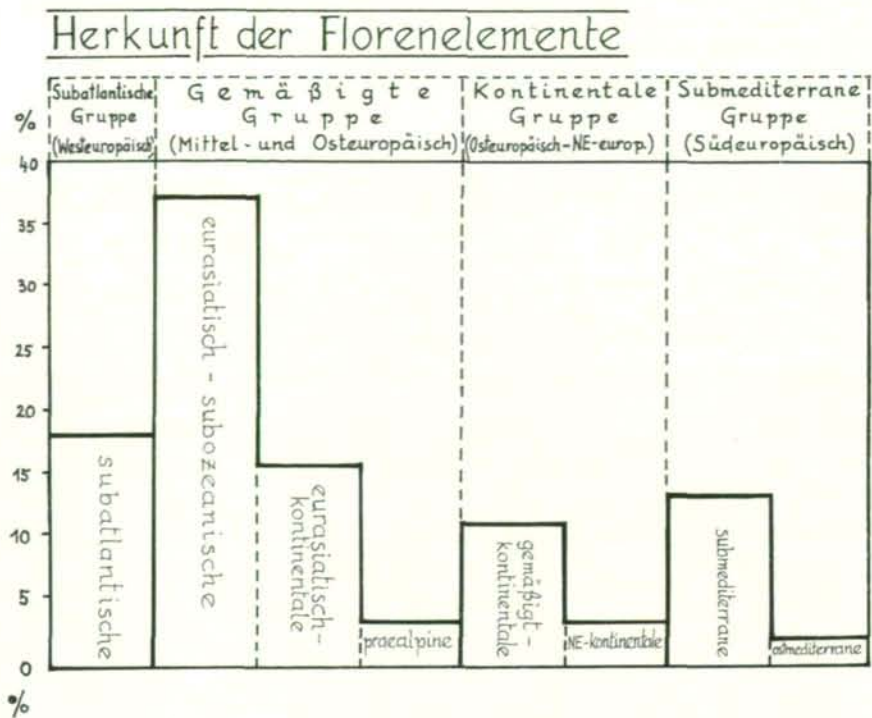 Herkunft der Florenelemente
Subatlantische
Gruppe
(Westeuropäisch)
Gemäßigte
Gruppe
(Mittel- und Osteuropäisch)
Kontinentale
Gruppe
(Osteuropäisch-NE-europ.)
Submediterrane
Gruppe
(Südeuropäisch)
%
40
35
30
25
20
15
10
5
0
%
subatlantische
eurasiatisch - subozeanische
eurasiatisch-
kontinentale
praealpine
gemäßigt-
kontinentale
NE-kontinentale
submediterrane
ostmediterrane